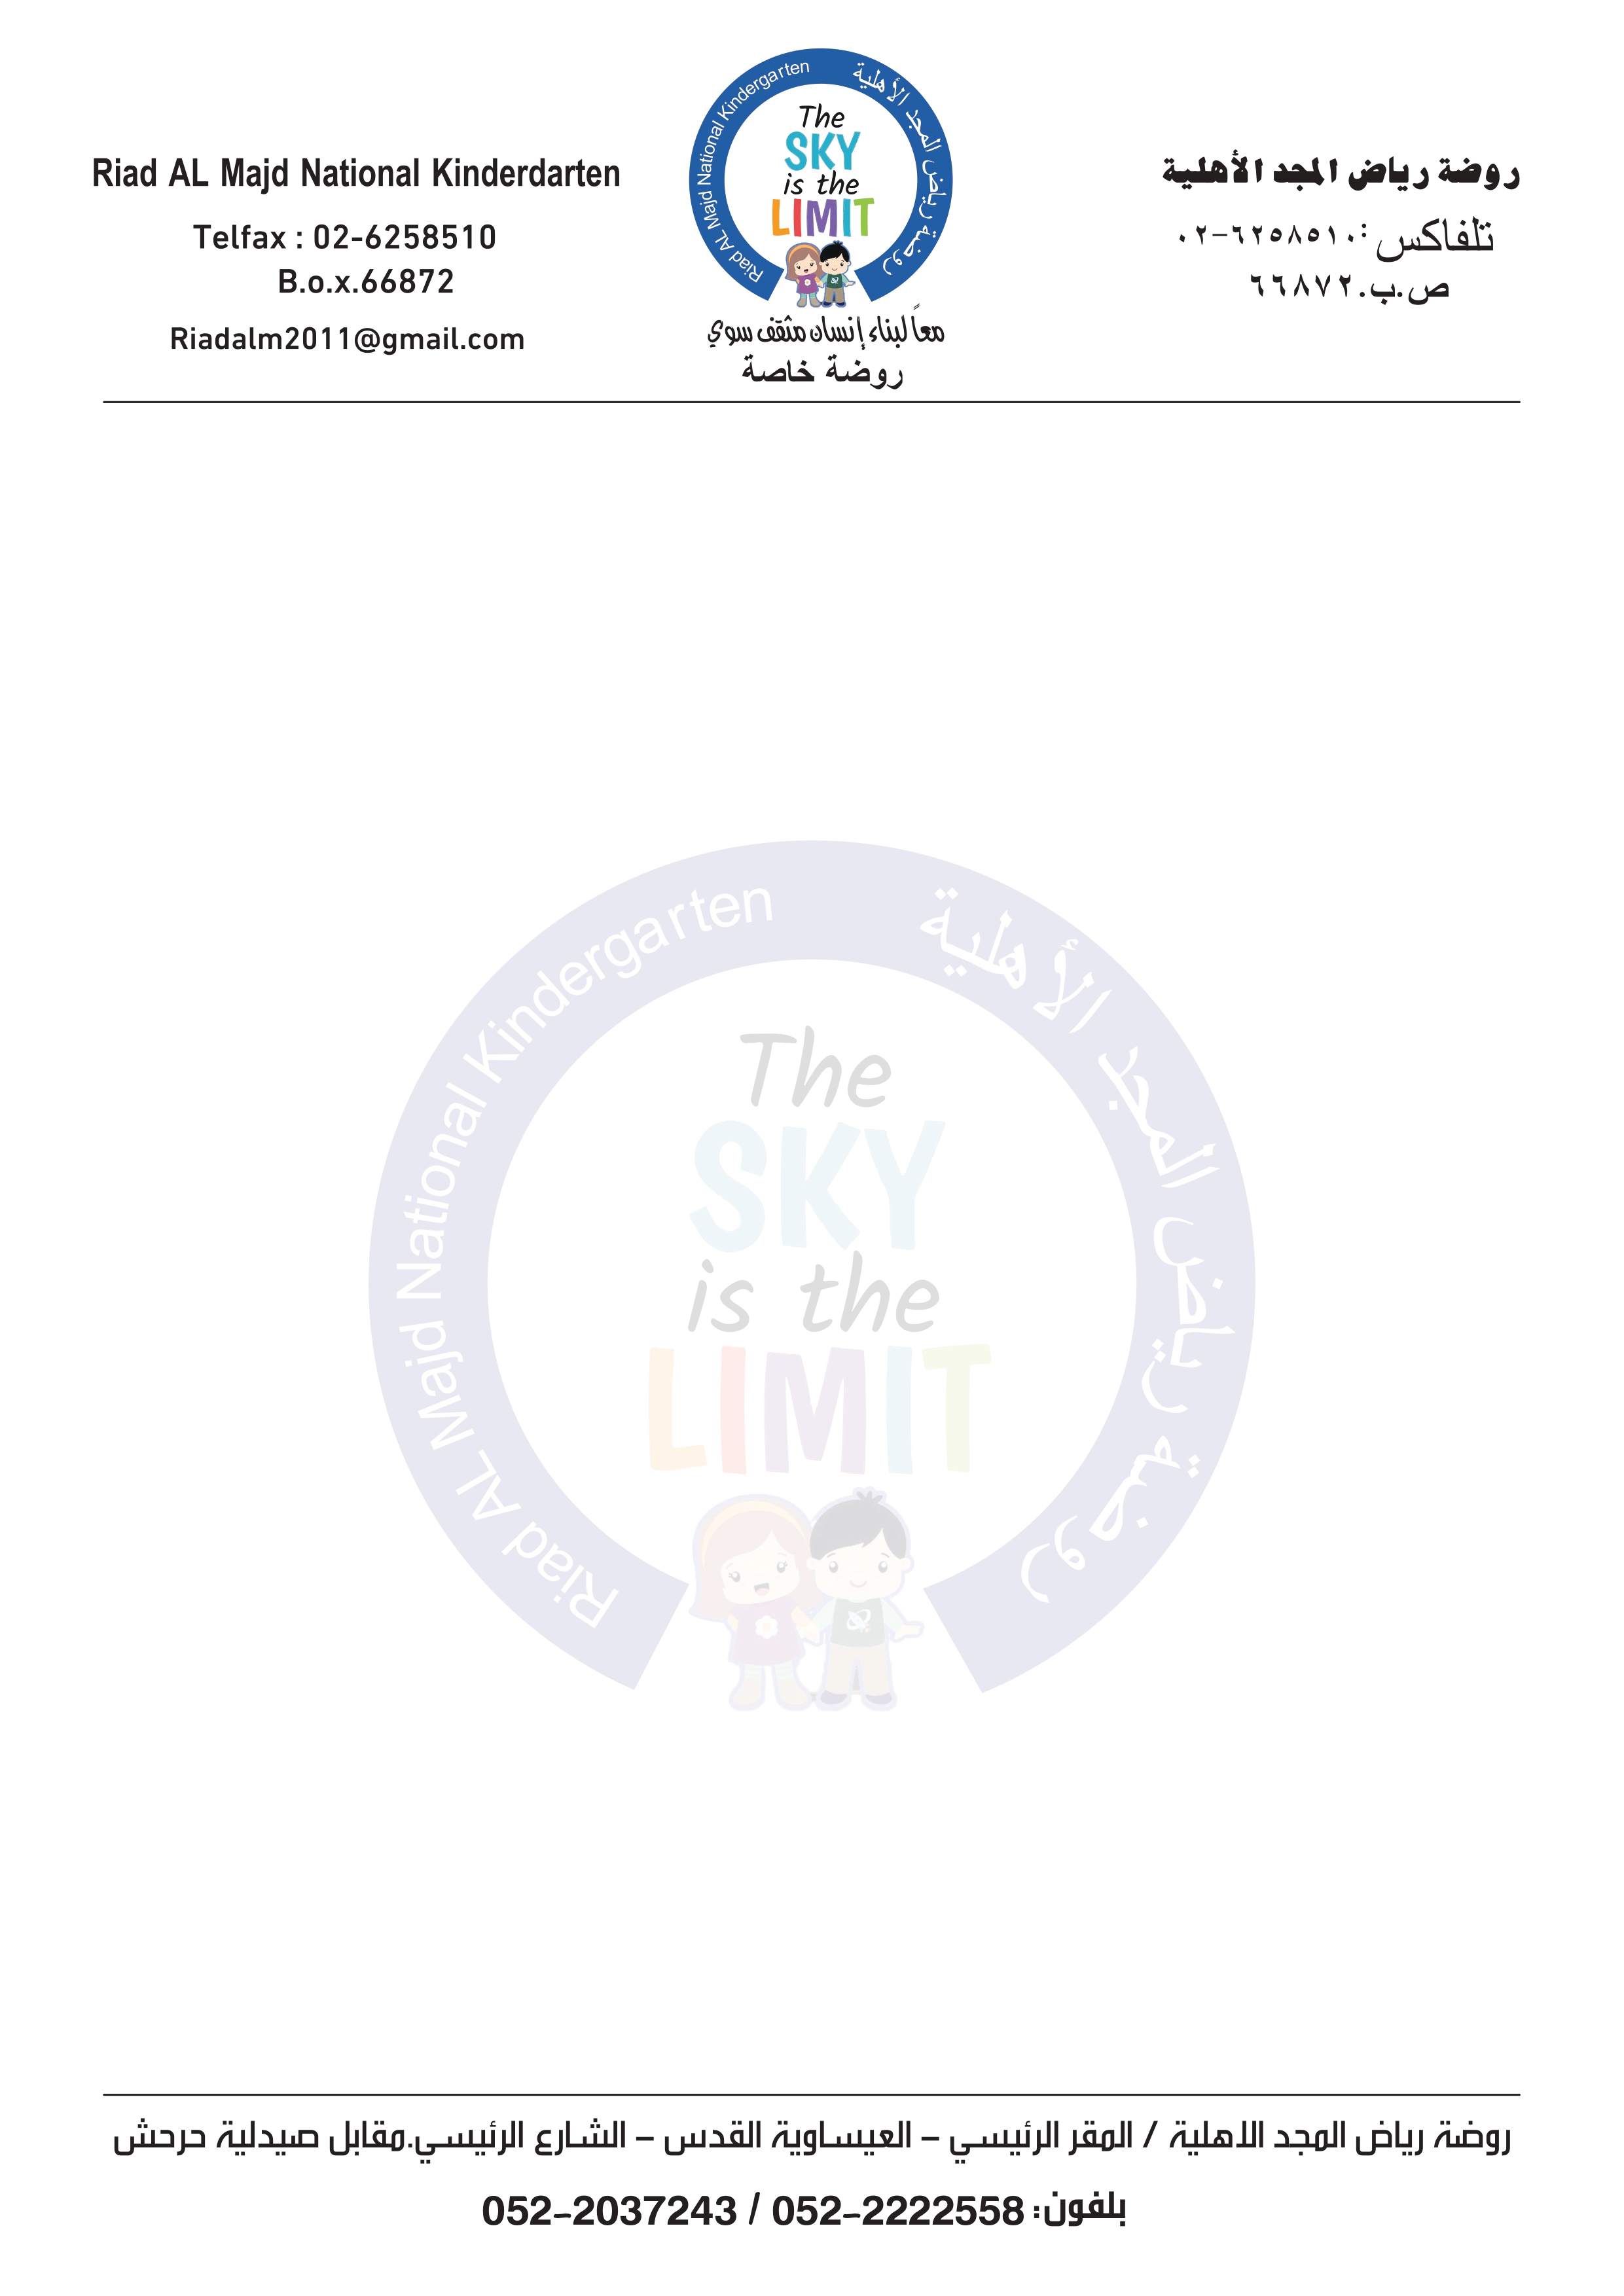 Riad AL Majd National Kinderdarten
Telfax : 02-6258510
B.o.x.66872
Riadalm2011@gmail.com
Riad AL Majd National Kindergarten
روضة رياض المجد الأهلية
The
SKY
is the
LIMIT
معاً لبناء إنسان مثقف سوي
روضة خاصة
روضة رياض المجد الأهلية
تلفاكس: ٠٢-٦٢٥٨٥١٠
ص.ب.٦٦٨٧٢
Riad AL Majd National Kindergarten
روضة رياض المجد الأهلية
The
SKY
is the
LIMIT
روضة رياض المجد الاهلية / المقر الرئيسي - العيساوية القدس - الشارع الرئيسي.مقابل صيدلية حرحش
بلفون: 052-2222558 / 052-2037243